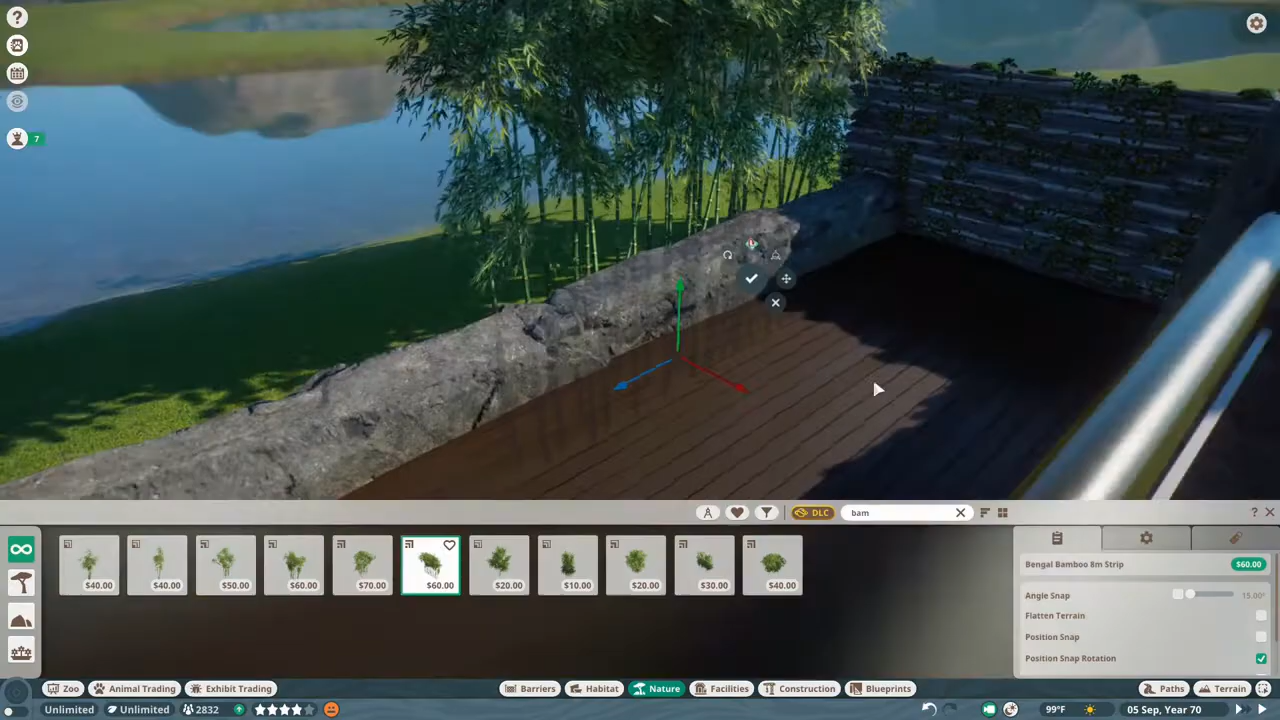 ?
7
DLC
bam
?
$40.00
$40.00
$50.00
$60.00
$70.00
$60.00
$20.00
$10.00
$20.00
$30.00
$40.00
Bengal Bamboo 8m Strip
$60.00
Angle Snap
15.00°
Flatten Terrain
Position Snap
Position Snap Rotation
Zoo
Animal Trading
Exhibit Trading
Barriers
Habitat
Nature
Facilities
Construction
Blueprints
Paths
Terrain
Unlimited
Unlimited
2832
99°F
05 Sep, Year 70